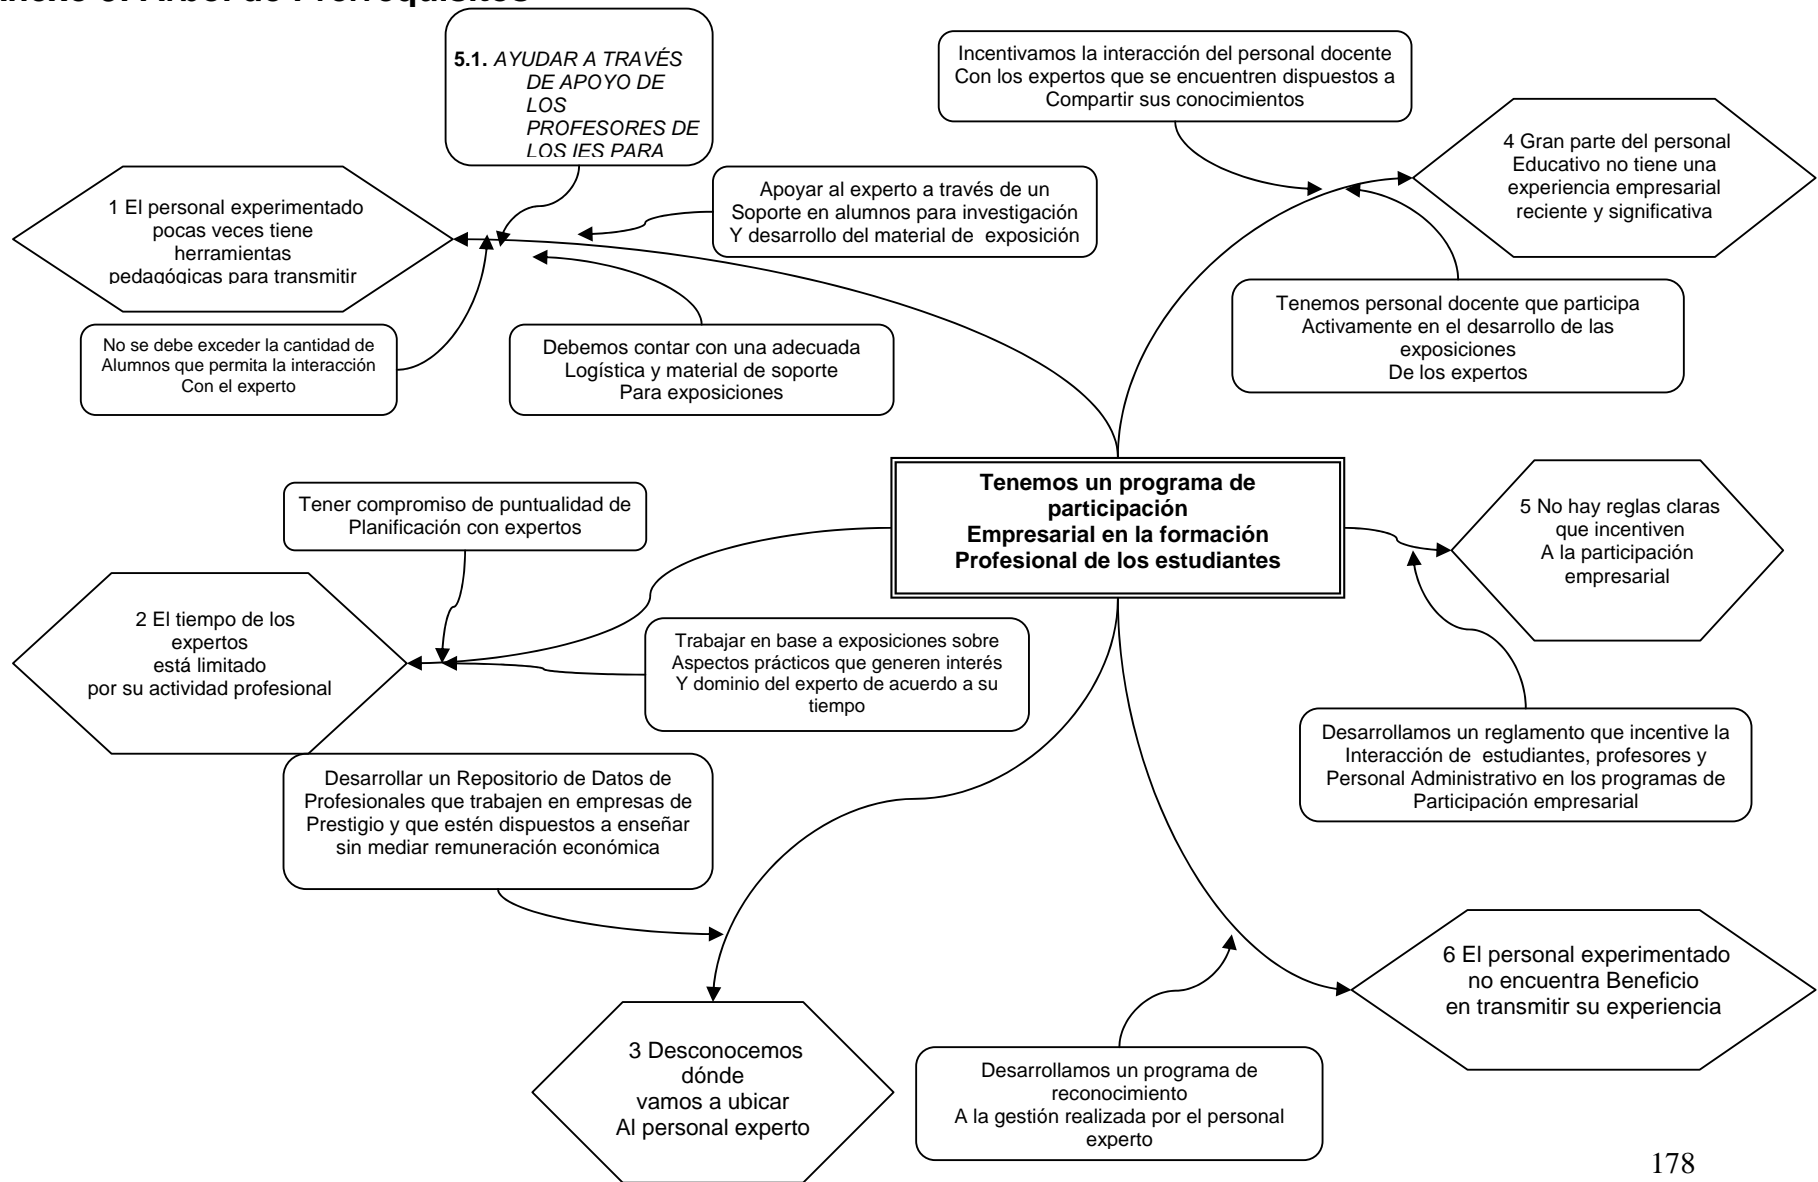 5.1. AYUDAR A TRAVÉS
DE APOYO DE
LOS
PROFESORES DE
LOS IES PARA
Incentivamos la interacción del personal docente
Con los expertos que se encuentren dispuestos a
Compartir sus conocimientos
4 Gran parte del personal
Educativo no tiene una
experiencia empresarial
reciente y significativa
1 El personal experimentado
pocas veces tiene
herramientas
pedagógicas para transmitir
Apoyar al experto a través de un
Soporte en alumnos para investigación
Y desarrollo del material de exposición
No se debe exceder la cantidad de
Alumnos que permita la interacción
Con el experto
Debemos contar con una adecuada
Logística y material de soporte
Para exposiciones
Tenemos personal docente que participa
Activamente en el desarrollo de las
exposiciones
De los expertos
Tenemos un programa de
participación
Empresarial en la formación
Profesional de los estudiantes
Tener compromiso de puntualidad de
Planificación con expertos
5 No hay reglas claras
que incentiven
A la participación
empresarial
2 El tiempo de los
expertos
está limitado
por su actividad profesional
Trabajar en base a exposiciones sobre
Aspectos prácticos que generen interés
Y dominio del experto de acuerdo a su
tiempo
Desarrollamos un reglamento que incentive la
Interacción de estudiantes, profesores y
Personal Administrativo en los programas de
Participación empresarial
Desarrollar un Repositorio de Datos de
Profesionales que trabajen en empresas de
Prestigio y que estén dispuestos a enseñar
sin mediar remuneración económica
6 El personal experimentado
no encuentra Beneficio
en transmitir su experiencia
3 Desconocemos
dónde
vamos a ubicar
Al personal experto
Desarrollamos un programa de
reconocimiento
A la gestión realizada por el personal
experto
178